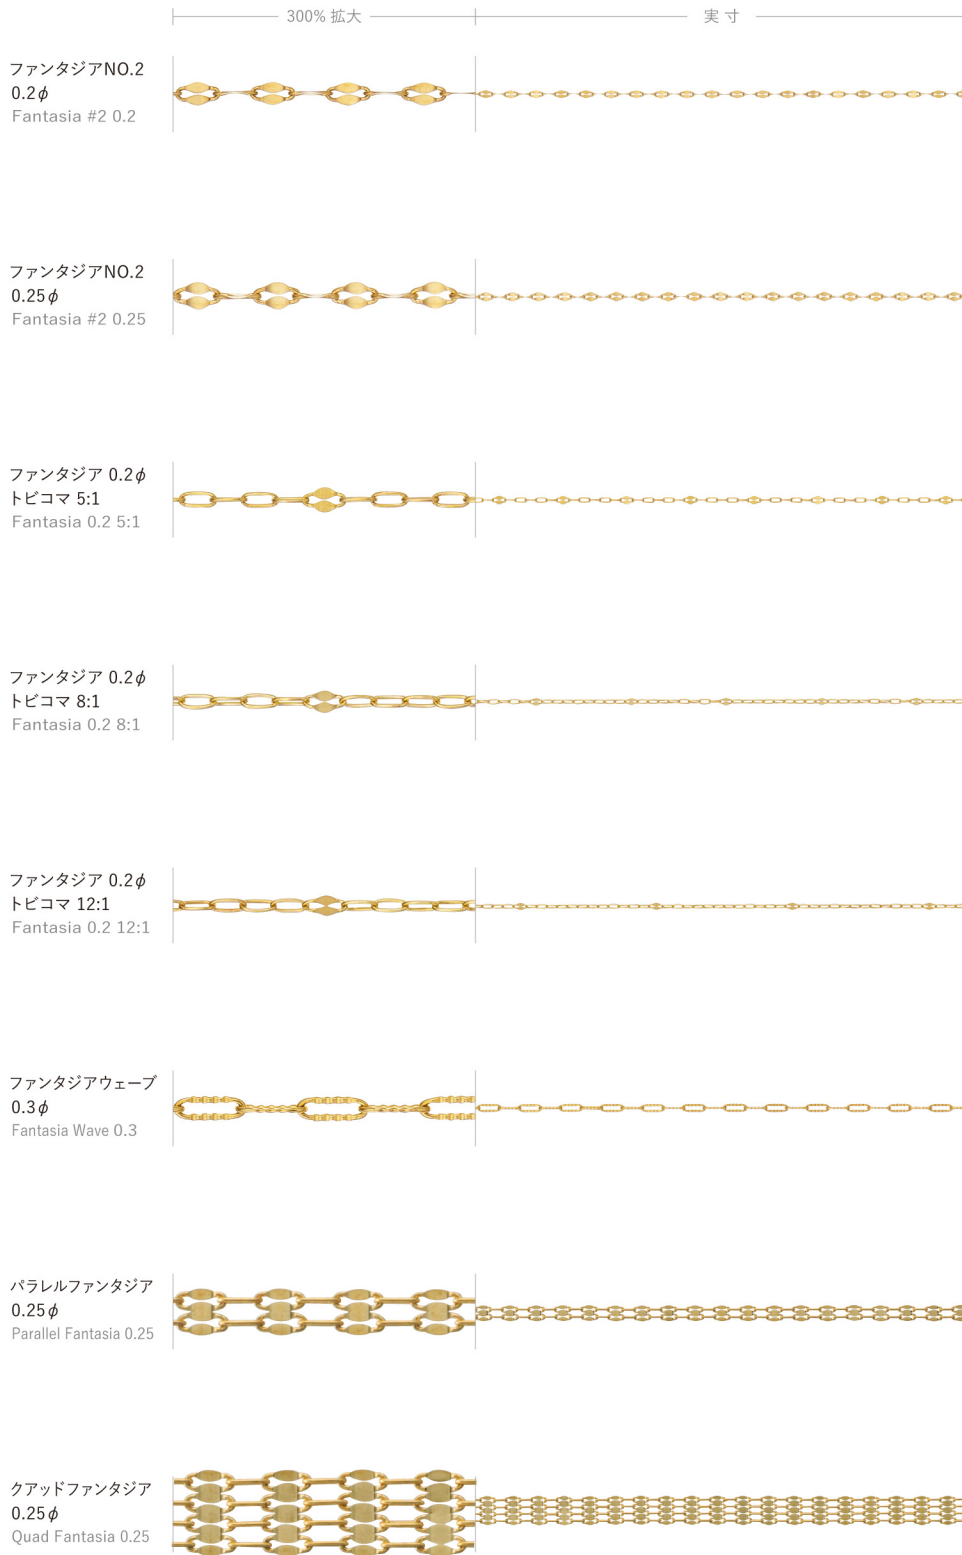 300% 拡大
実 寸
ファンタジアNO.2
0.2φ
Fantasia #2 0.2
ファンタジアNO.2
0.25φ
Fantasia #2 0.25
ファンタジア 0.2φ
トビコマ 5:1
Fantasia 0.2 5:1
ファンタジア 0.2φ
トビコマ 8:1
Fantasia 0.2 8:1
ファンタジア 0.2φ
トビコマ 12:1
Fantasia 0.2 12:1
ファンタジアウェーブ
0.3φ
Fantasia Wave 0.3
パラレルファンタジア
0.25φ
Parallel Fantasia 0.25
クアッドファンタジア
0.25φ
Quad Fantasia 0.25